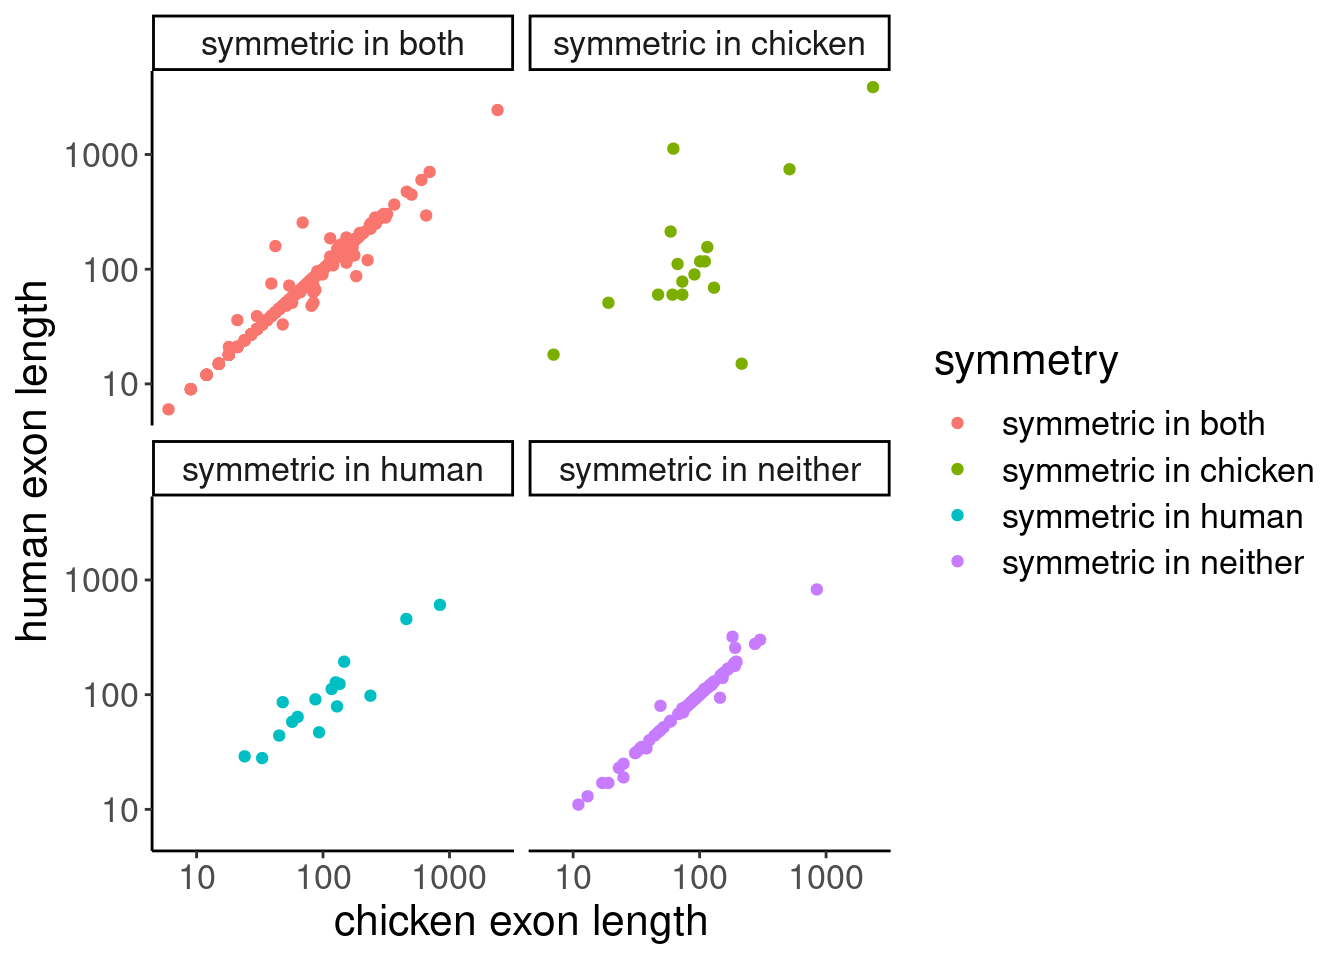 symmetric in both
symmetric in chicken
1000
100
10
symmetric in human
symmetric in neither
1000
100
10
10
100
1000
10
100
1000
chicken exon length
human exon length
symmetry
symmetric in both
symmetric in chicken
symmetric in human
symmetric in neither